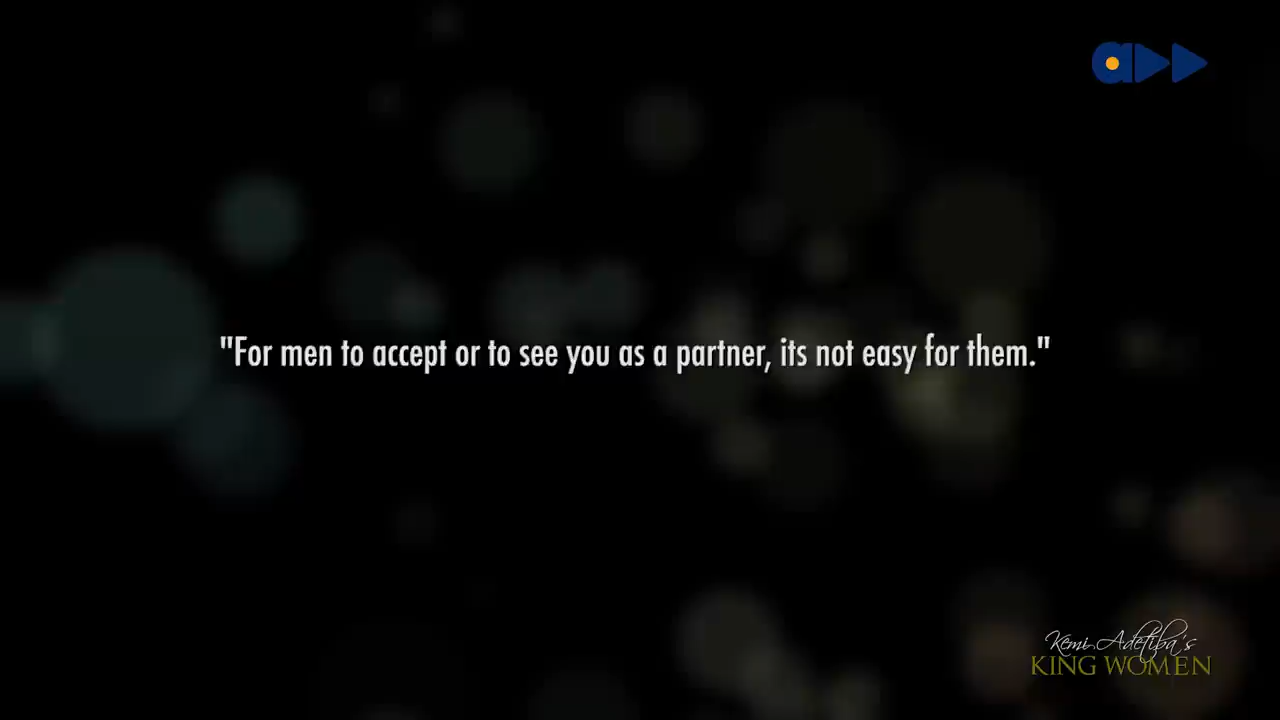 "For men to accept or to see you as a partner, its not easy for them."
Kemi Adetiba's
KING WOMEN